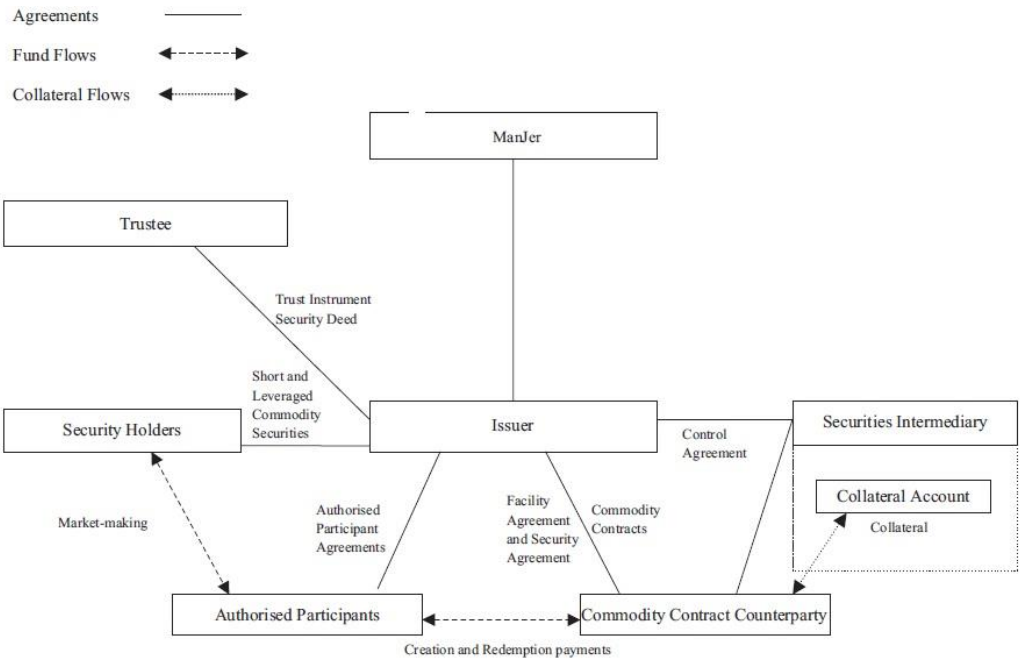 Agreements
Fund Flows
Collateral Flows
ManJer
Trustee
Trust Instrument
Security Deed
Short and
Leveraged
Commodity
Securities
Security Holders
Issuer
Securities Intermediary
Control
Agreement
Collateral Account
Collateral
Market-making
Authorised
Participant
Agreements
Facility
Agreement
and Security
Agreement
Commodity
Contracts
Authorised Participants
Commodity Contract Counterparty
Creation and Redemption payments